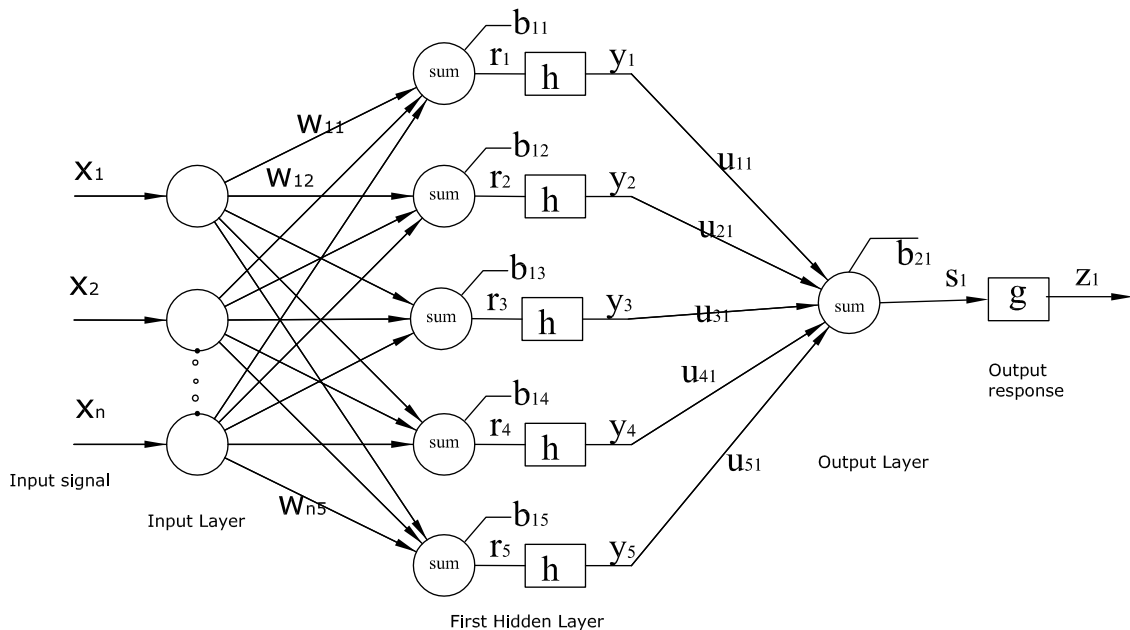 b11
r1
h
y1
sum
w11
u11
x1
w12
b12
r2
h
y2
sum
u21
x2
b13
r3
h
y3
sum
u31
b21
sum
s1
g
z1
Output
response
xn
b14
r4
h
y4
sum
u41
Input signal
Input Layer
wn5
b15
r5
h
y5
sum
u51
Output Layer
First Hidden Layer